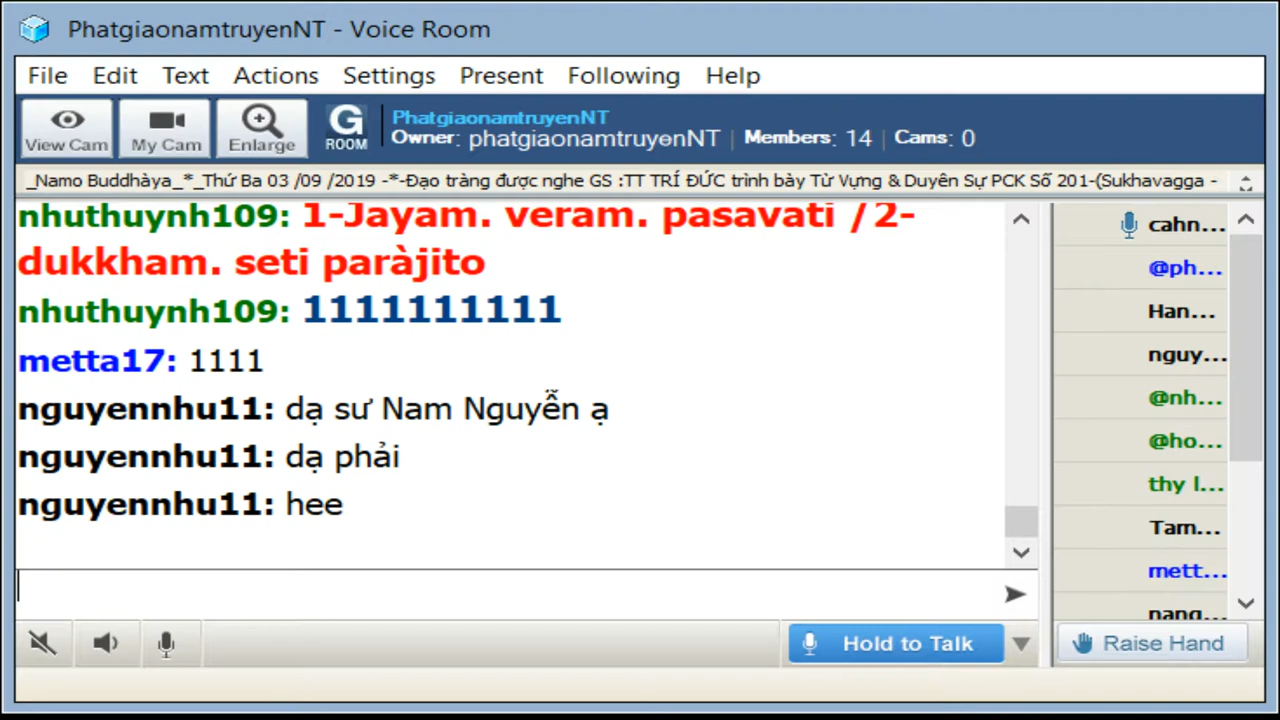 PhatgiaonamtruyenNT - Voice Room
File Edit Text Actions Settings Present Following Help
View Cam My Cam Enlarge G ROOM
PhatgiaonamtruyenNT
Owner: phatgiaonamtruyenNT | Members: 14 | Cams: 0
_Namo Buddhàya_*_Thứ Ba 03 /09 /2019 -*-Đạo tràng được nghe GS :TT TRÍ ĐỨC trình bày Từ Vựng & Duyên Sự PCK Số 201-(Sukhavagga -
nhuthuynh109: 1-Jayam. veram. pasavati /2-
dukkham. seti paràjito
nhuthuynh109: 1111111111
metta17: 1111
nguyennhu11: dạ sư Nam Nguyễn ạ
nguyennhu11: dạ phải
nguyennhu11: hee
cahn...
@ph...
Han...
nguy...
@nh...
@ho...
thy l...
Tam...
mett...
nang...
Hold to Talk
Raise Hand